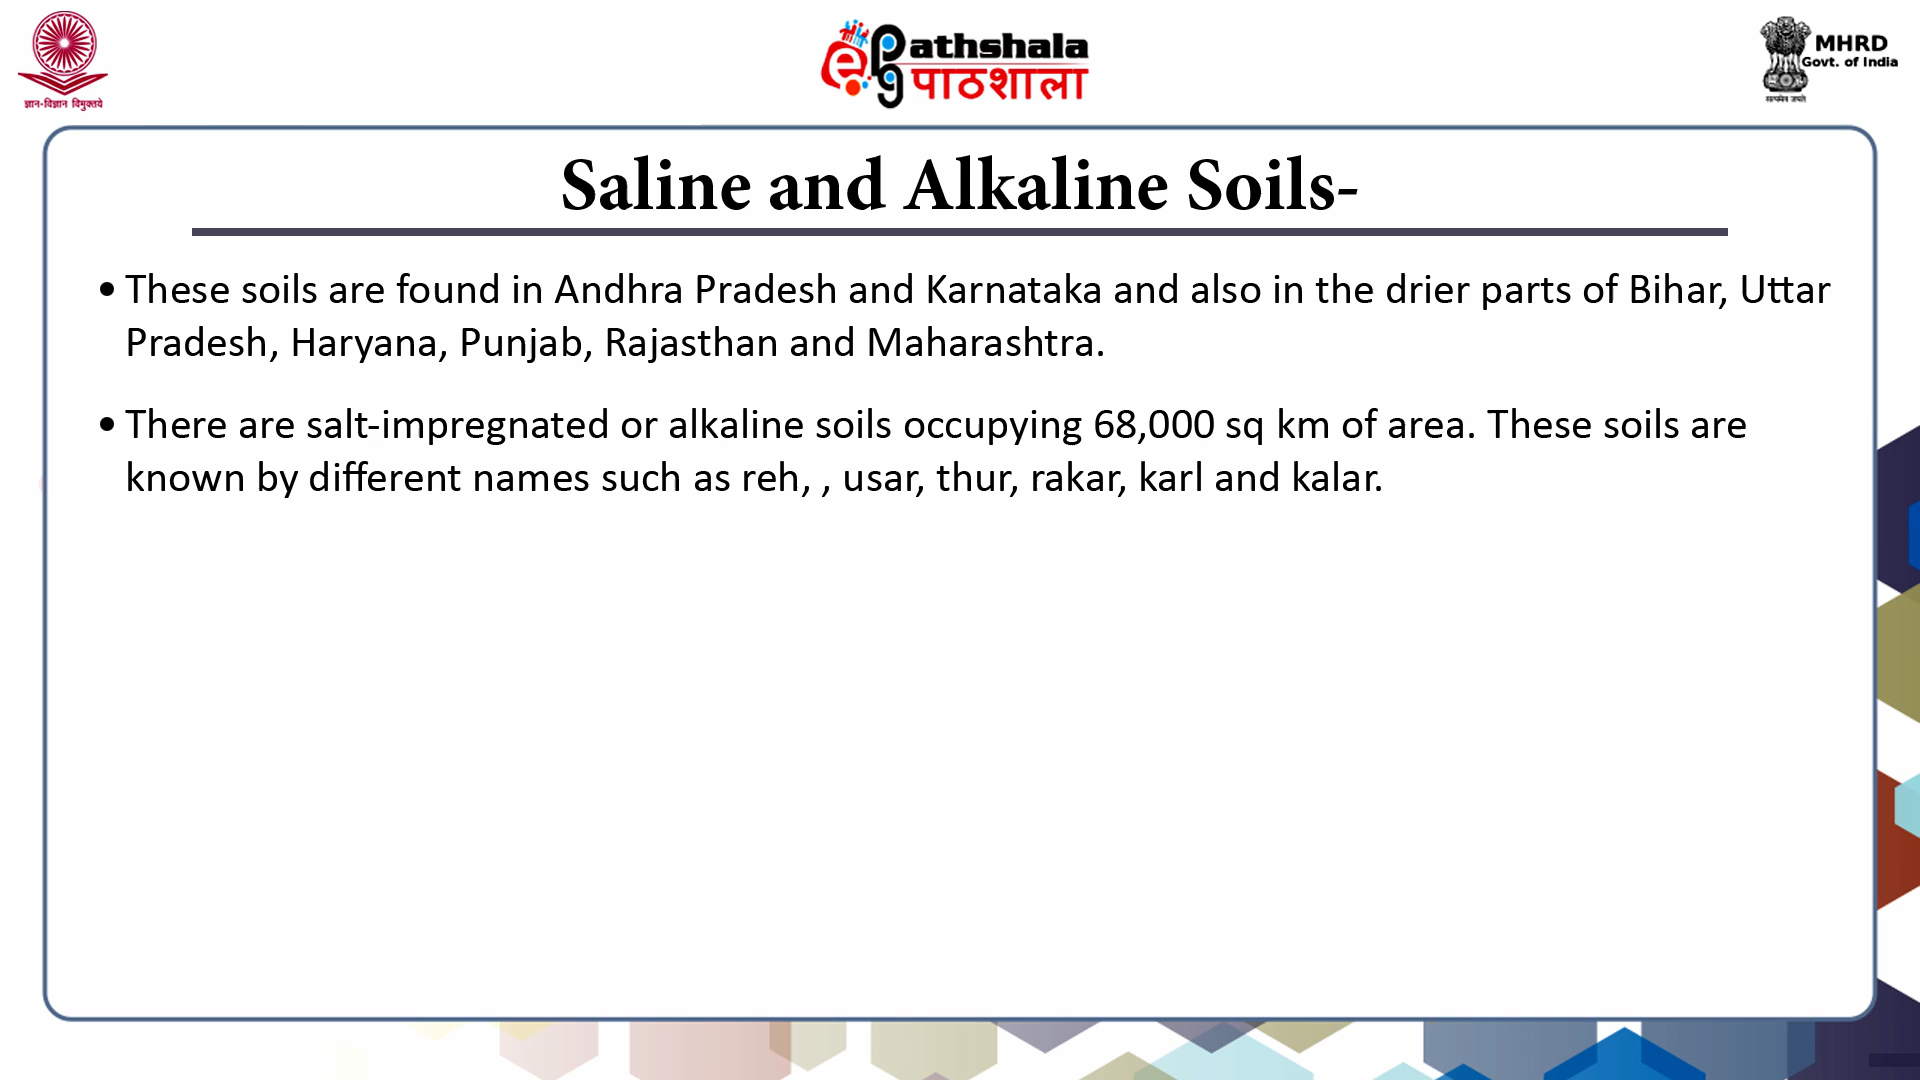 ज्ञान-विज्ञान विमुक्तये
ePathshala
पाठशाला
MHRD
Govt. of India
सत्यमेव जयते
Saline and Alkaline Soils-
• These soils are found in Andhra Pradesh and Karnataka and also in the drier parts of Bihar, Uttar
Pradesh, Haryana, Punjab, Rajasthan and Maharashtra.
• There are salt-impregnated or alkaline soils occupying 68,000 sq km of area. These soils are
known by different names such as reh, , usar, thur, rakar, karl and kalar.